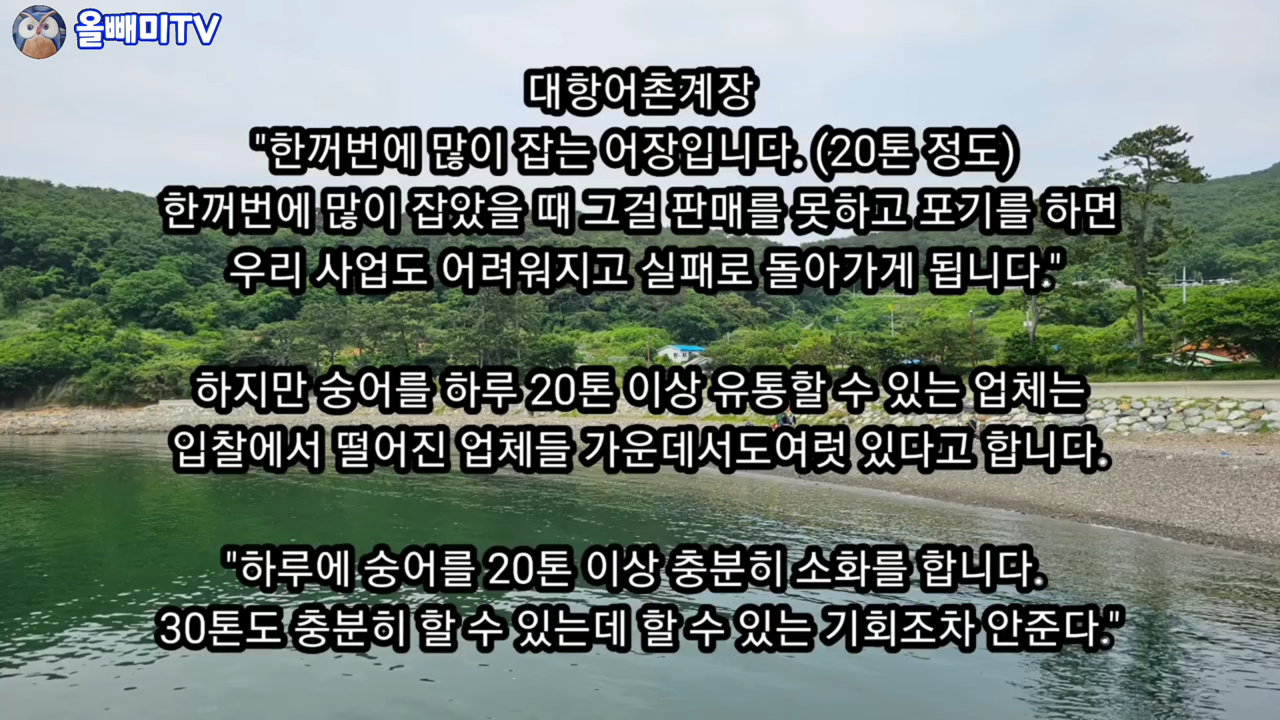 올빼미TV
대항어촌계장
"한꺼번에 많이 잡는 어장입니다. (20톤 정도)
한꺼번에 많이 잡았을 때 그걸 판매를 못하고 포기를 하면
우리 사업도 어려워지고 실패로 돌아가게 됩니다."
하지만 숭어를 하루 20톤 이상 유통할 수 있는 업체는
입찰에서 떨어진 업체들 가운데서도여럿 있다고 합니다.
"하루에 숭어를 20톤 이상 충분히 소화를 합니다.
30톤도 충분히 할 수 있는데 할 수 있는 기회조차 안준다."